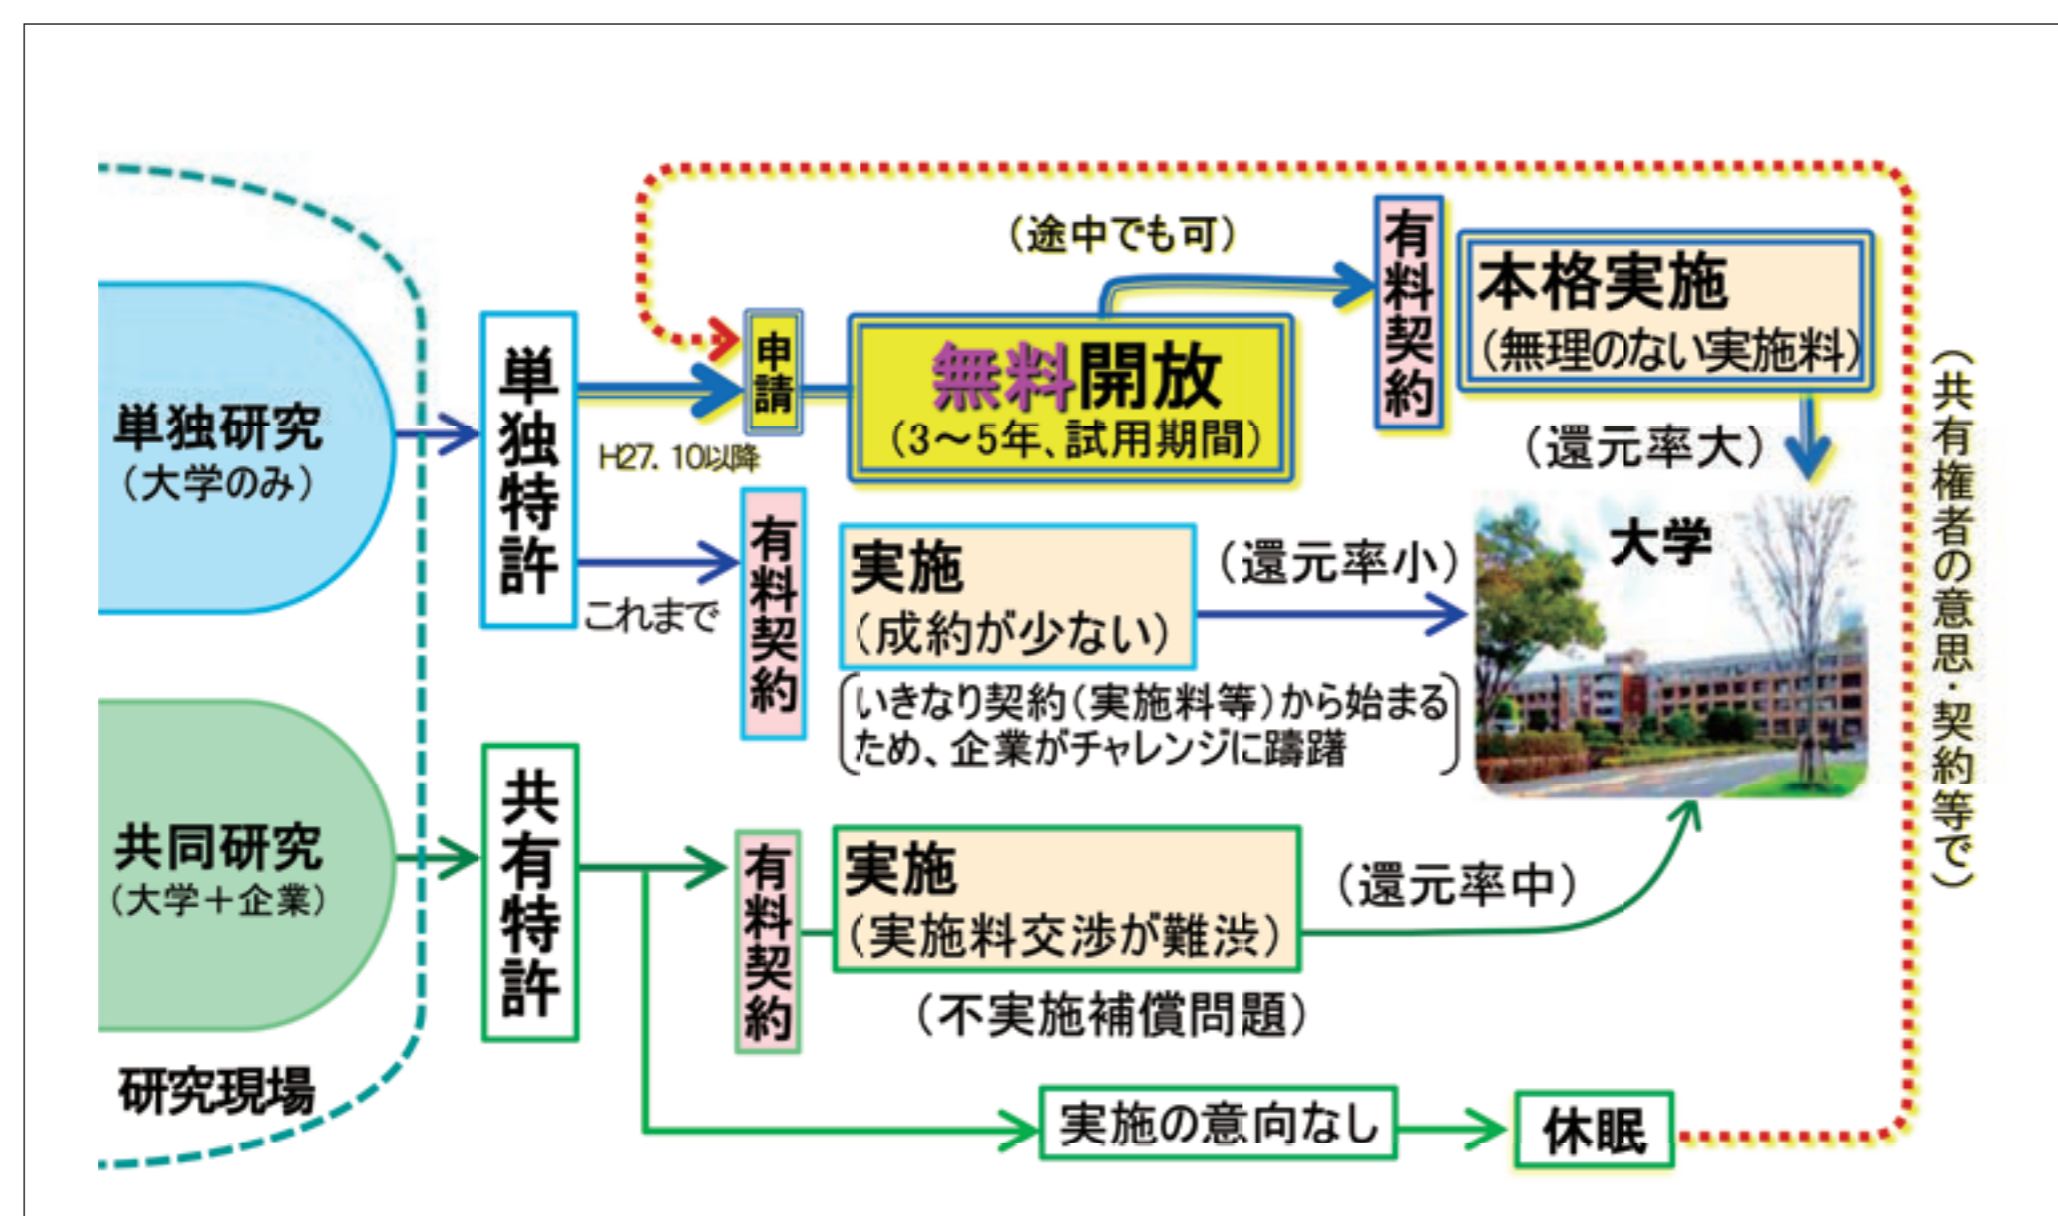 単独研究
（大学のみ）
共同研究
（大学＋企業）
研究現場
単独特許
H27．10以降
申請
無料開放
（3～5年、試用期間）
（途中でも可）
有料契約
本格実施
（無理のない実施料）
（還元率大）
これまで
有料契約
実施
（成約が少ない）
（還元率小）
いきなり契約（実施料等）から始まる
ため、企業がチャレンジに躊躇
大学
共有特許
有料契約
実施
（実施料交渉が難渋）
（還元率中）
（不実施補償問題）
実施の意向なし
休眠
（共有権者の意思・契約等で）